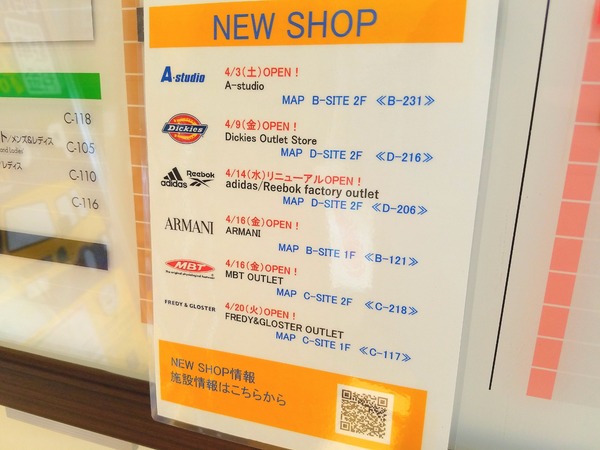 NEW SHOP
A-studio
4/3(土)OPEN！
A-studio
MAP B-SITE 2F ≪B-231≫
Dickies
4/9(金)OPEN！
Dickies Outlet Store
MAP D-SITE 2F ≪D-216≫
adidas Reebok
4/14(水)リニューアルOPEN！
adidas/Reebok factory outlet
MAP D-SITE 2F ≪D-206≫
ARMANI
4/16(金)OPEN！
ARMANI
MAP B-SITE 1F ≪B-121≫
MBT
4/16(金)OPEN！
MBT OUTLET
MAP C-SITE 2F ≪C-218≫
FREDY & GLOSTER
4/20(火)OPEN！
FREDY&GLOSTER OUTLET
MAP C-SITE 1F ≪C-117≫
NEW SHOP情報
施設情報はこちらから
C-118
ト/メンズ&レディス
C-105
and Ladies'
レディス
C-110
C-116